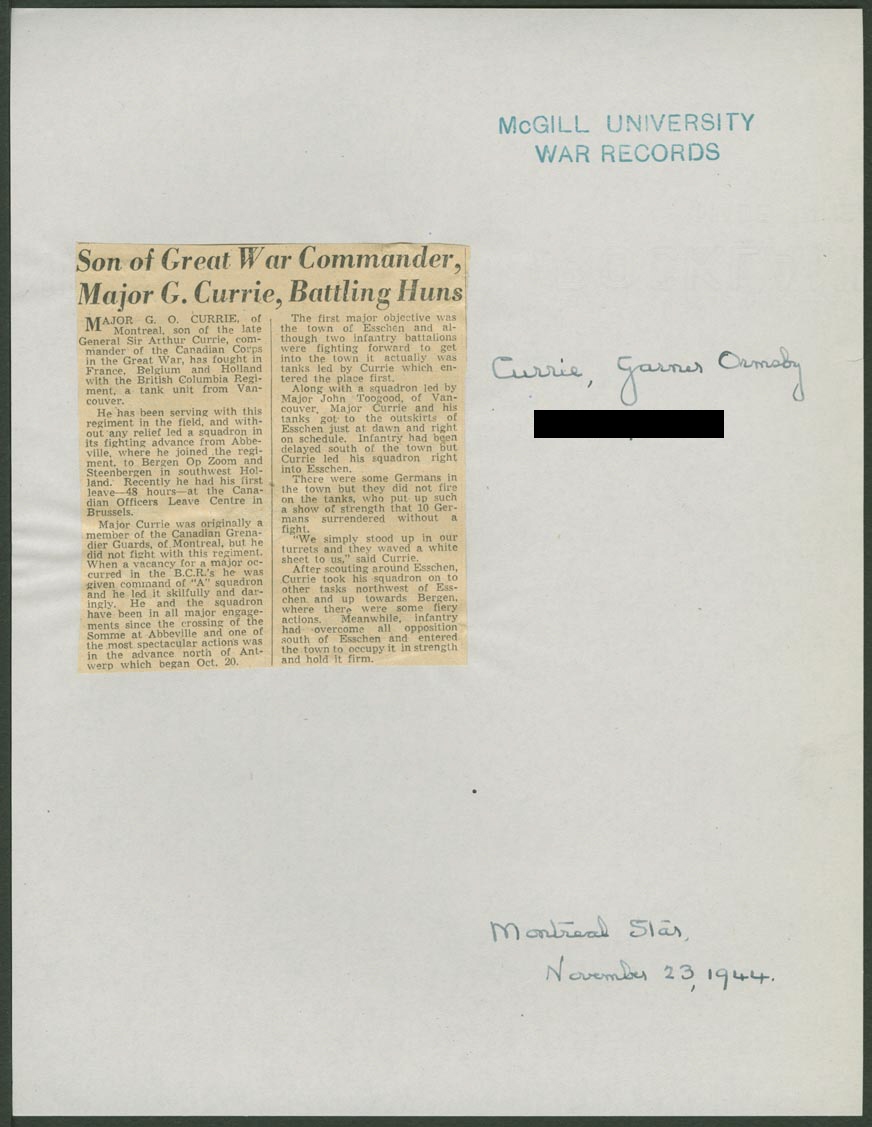 McGILL UNIVERSITY
WAR RECORDS
Son of Great War Commander,
Major G. Currie, Battling Huns
MAJOR G. O. CURRIE, of
Montreal, son of the late
General Sir Arthur Currie, com-
mander of the Canadian Corps
in the Great War, has fought in
France, Belgium and Holland
with the British Columbia Regi-
ment, a tank unit from Van-
couver.
He has been serving with this
regiment in the field, and with-
out any relief led a squadron in
its fighting advance from Abbe-
ville, where he joined the regi-
ment, to Bergen Op Zoom and
Steenbergen in southwest Hol-
land. Recently he had his first
leave—48 hours—at the Cana-
dian Officers Leave Centre in
Brussels.
Major Currie was originally a
member of the Canadian Grena-
dier Guards, of Montreal, but he
did not fight with this regiment.
When a vacancy for a major oc-
curred in the B.C.R.'s he was
given command of "A" squadron
and he led it skilfully and dar-
ingly. He and the squadron
have been in all major engage-
ments since the crossing of the
Somme at Abbeville and one of
the most spectacular actions was
in the advance north of Ant-
werp which began Oct. 20.
The first major objective was
the town of Esschen and al-
though two infantry battalions
were fighting forward to get
into the town it actually was
tanks led by Currie which en-
tered the place first.
Along with a squadron led by
Major John Toogood, of Van-
couver, Major Currie and his
tanks got to the outskirts of
Esschen just at dawn and right
on schedule. Infantry had been
delayed south of the town but
Currie led his squadron right
into Esschen.
There were some Germans in
the town but they did not fire
on the tanks, who put up such
a show of strength that 10 Ger-
mans surrendered without a
fight.
"We simply stood up in our
turrets and they waved a white
sheet to us," said Currie.
After scouting around Esschen,
Currie took his squadron on to
other tasks northwest of Ess-
chen and up towards Bergen,
where there were some fiery
actions. Meanwhile, infantry
had overcome all opposition
south of Esschen and entered
the town to occupy it in strength
and hold it firm.
Currie, Garner Ormsby
Montreal Star,
November 23, 1944.